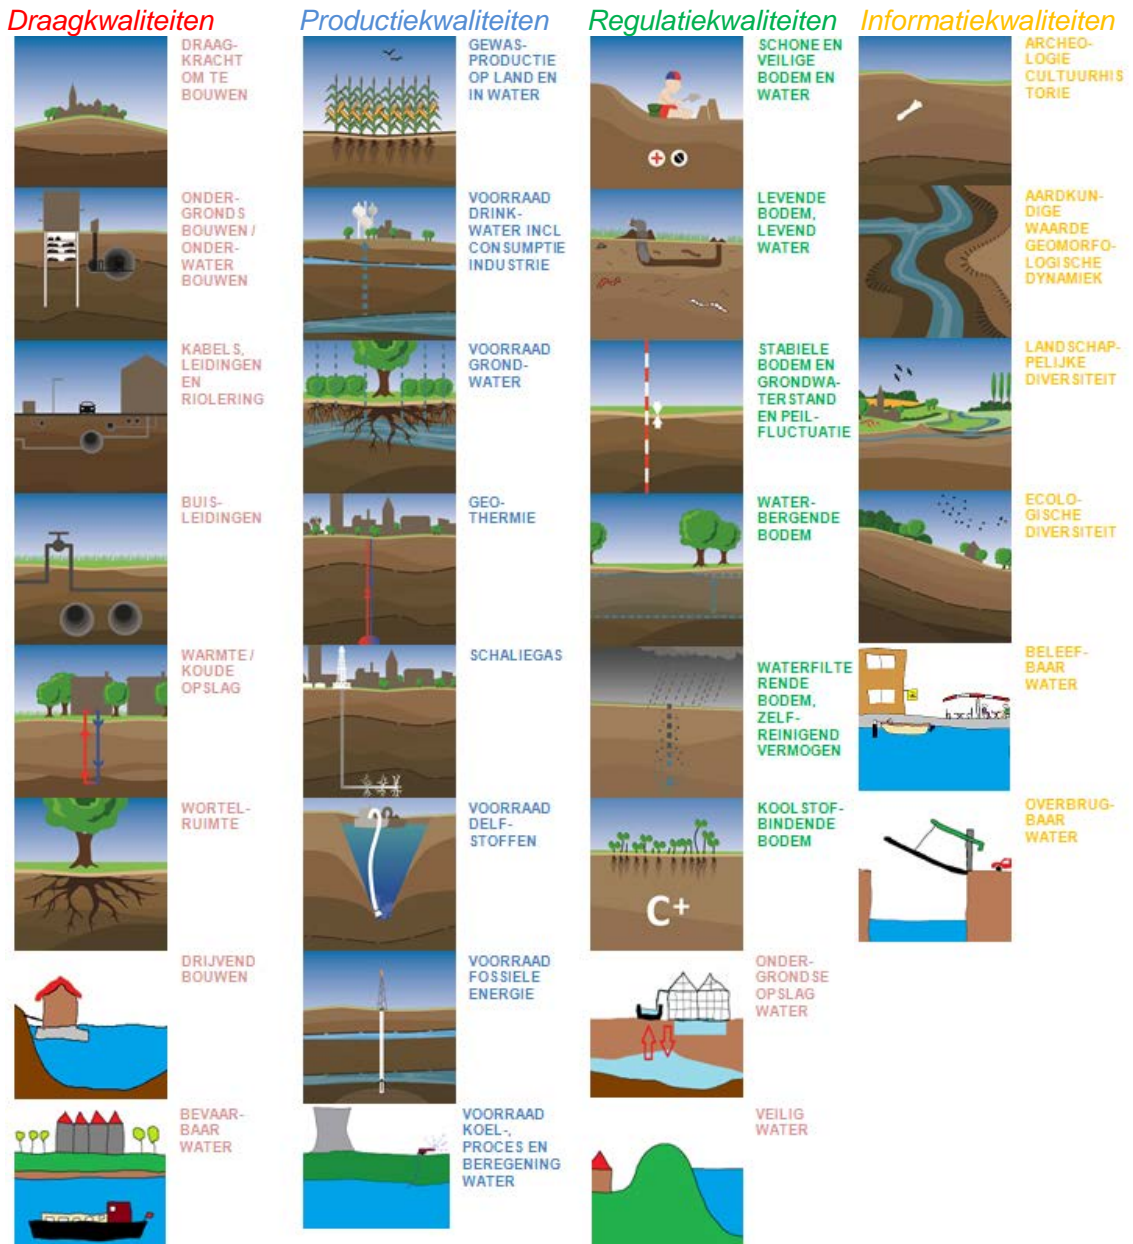 Draagkwaliteiten
DRAAG-
KRACHT
OM TE
BOUWEN
ONDER-
GRONDS
BOUWEN /
ONDER-
WATER
BOUWEN
KABELS,
LEIDINGEN
EN
RIOLERING
BUIS-
LEIDINGEN
WARMTE /
KOUDE
OPSLAG
WORTEL-
RUIMTE
DRIJVEND
BOUWEN
BEVAAR-
BAAR
WATER
Productiekwaliteiten
GEWAS-
PRODUCTIE
OP LAND EN
IN WATER
VOORRAAD
DRINK-
WATER INCL
CONSUMPTIE
INDUSTRIE
VOORRAAD
GROND-
WATER
GEO-
THERMIE
SCHALIEGAS
VOORRAAD
DELF-
STOFFEN
VOORRAAD
FOSSIELE
ENERGIE
VOORRAAD
KOEL-,
PROCES EN
BEREGENING
WATER
Regulatiekwaliteiten
SCHONE EN
VEILIGE
BODEM EN
WATER
LEVENDE
BODEM,
LEVEND
WATER
STABIELE
BODEM EN
GRONDWA-
TERSTAND
EN PEIL-
FLUCTUATIE
WATER-
BERGENDE
BODEM
WATERFILTE
RENDE
BODEM,
ZELF-
REINIGEND
VERMOGEN
KOOLSTOF-
BINDENDE
BODEM
C+
ONDER-
GRONDSE
OPSLAG
WATER
VEILIG
WATER
Informatiekwaliteiten
ARCHEO-
LOGIE
CULTUURHIS
TORIE
AARDKUN-
DIGE
WAARDE
GEOMORFO-
LOGISCHE
DYNAMIEK
LANDSCHAP-
PELIJKE
DIVERSITEIT
ECOLO-
GISCHE
DIVERSITEIT
BELEEF-
BAAR
WATER
OVERBRUG-
BAAR
WATER